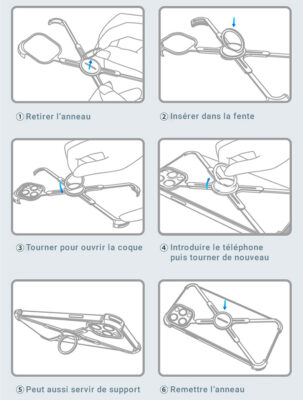 ① Retirer l'anneau
② Insérer dans la fente
③ Tourner pour ouvrir la coque
④ Introduire le téléphone
puis tourner de nouveau
⑤ Peut aussi servir de support
⑥ Remettre l'anneau